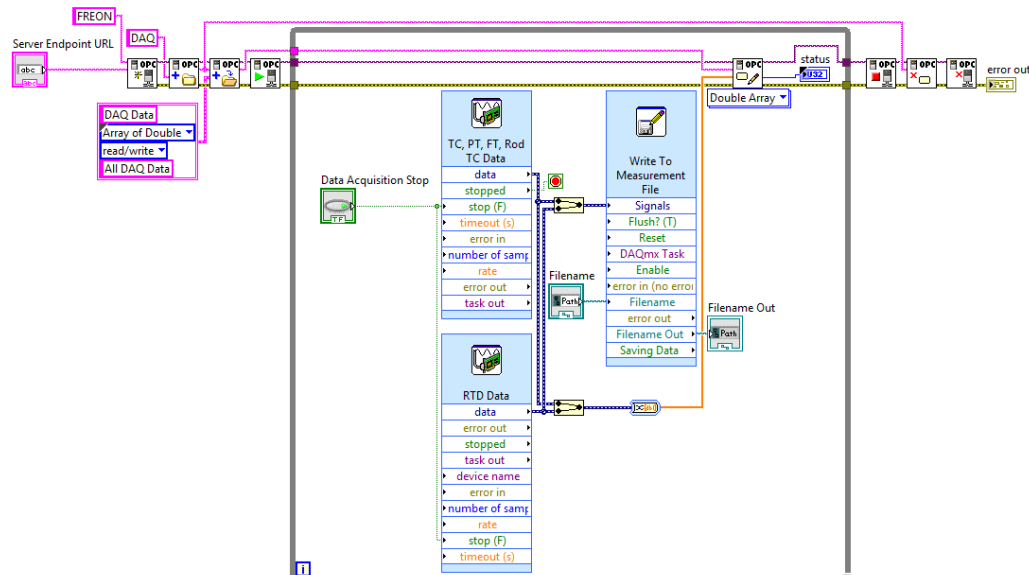 FREON
Server Endpoint URL
DAQ
abc
abc
OPC
OPC
OPC
OPC
DAQ Data
Array of Double
read/write
All DAQ Data
Data Acquisition Stop
TF
TC, PT, FT, Rod
TC Data
data
stopped
stop (F)
timeout (s)
error in
number of samp
rate
error out
task out
RTD Data
data
error out
stopped
task out
device name
error in
number of samp
rate
stop (F)
timeout (s)
i
Filename
Path
Write To
Measurement
File
Signals
Flush? (T)
Reset
DAQmx Task
Enable
error in (no error
Filename
error out
Filename Out
Saving Data
Filename Out
Path
OPC
Double Array
status
U32
OPC
OPC
OPC
error out